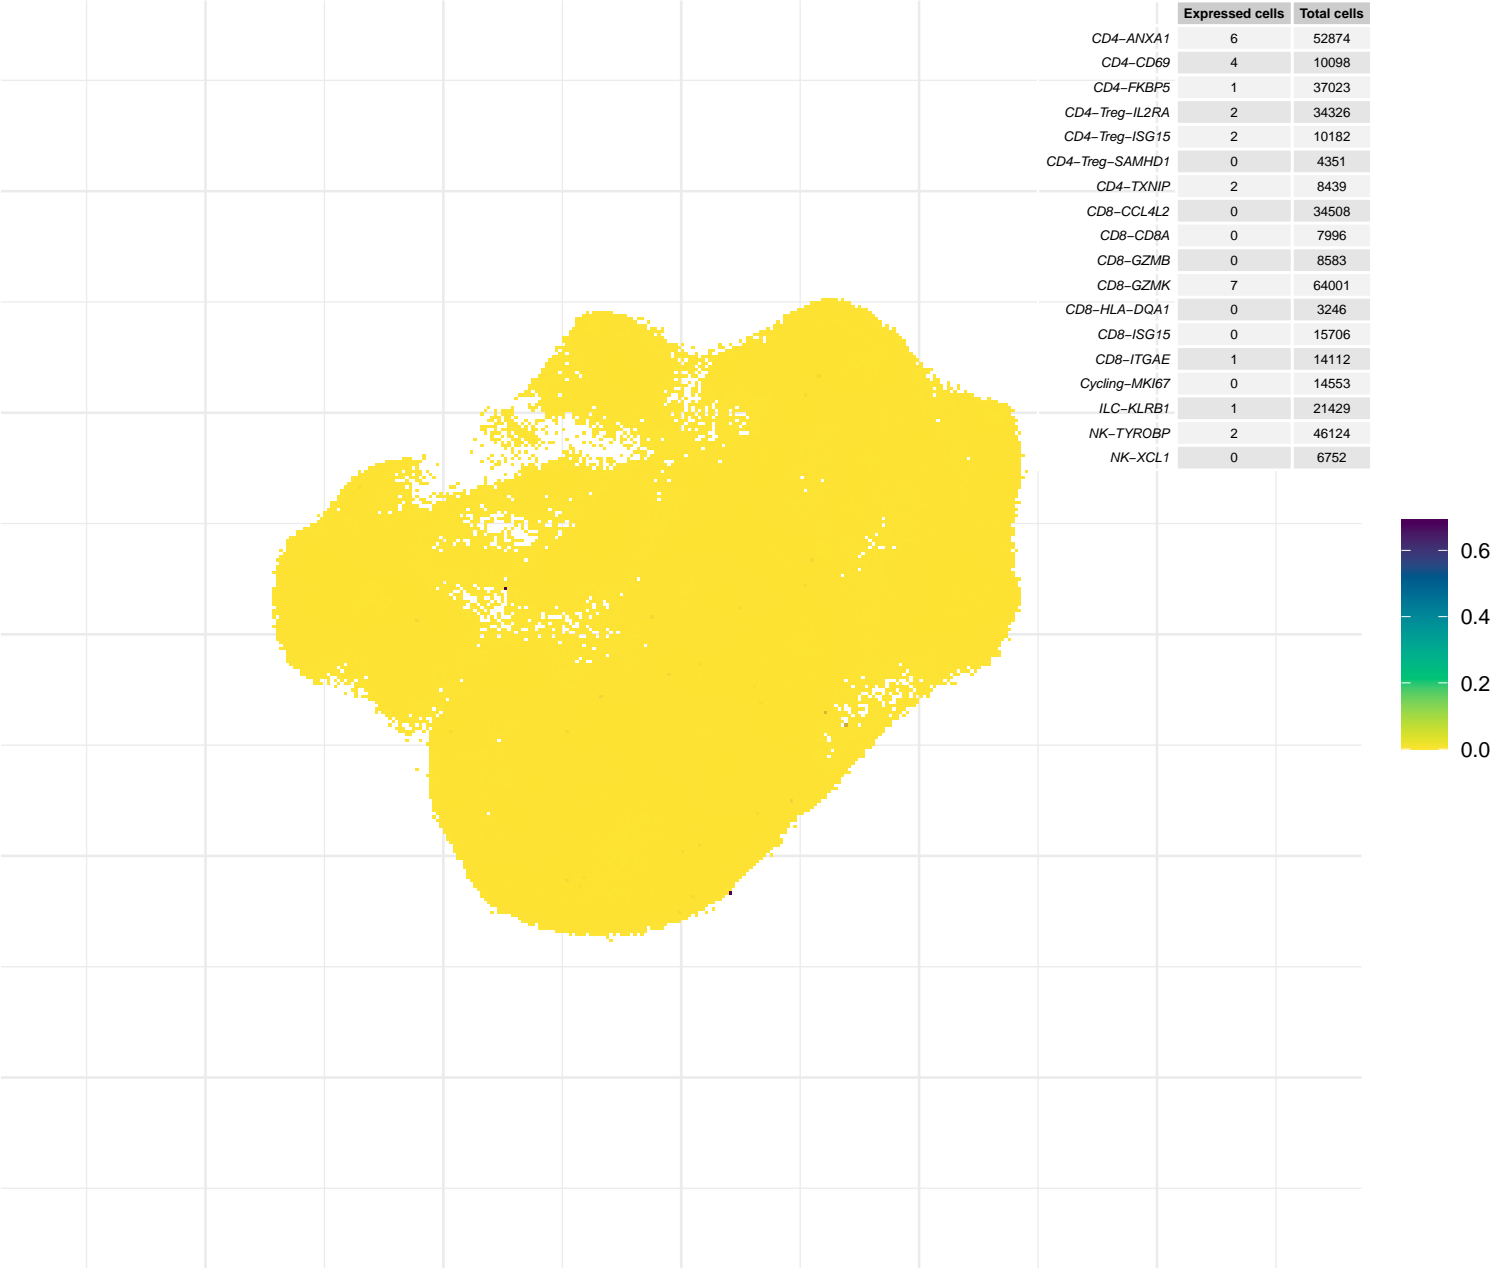 Expressed cells Total cells
CD4−ANXA1 6 52874
CD4−CD69 4 10098
CD4−FKBP5 1 37023
CD4−Treg−IL2RA 2 34326
CD4−Treg−ISG15 2 10182
CD4−Treg−SAMHD1 0 4351
CD4−TXNIP 2 8439
CD8−CCL4L2 0 34508
CD8−CD8A 0 7996
CD8−GZMB 0 8583
CD8−GZMK 7 64001
CD8−HLA−DQA1 0 3246
CD8−ISG15 0 15706
CD8−ITGAE 1 14112
Cycling−MKI67 0 14553
ILC−KLRB1 1 21429
NK−TYROBP 2 46124
NK−XCL1 0 6752
0.6
0.4
0.2
0.0